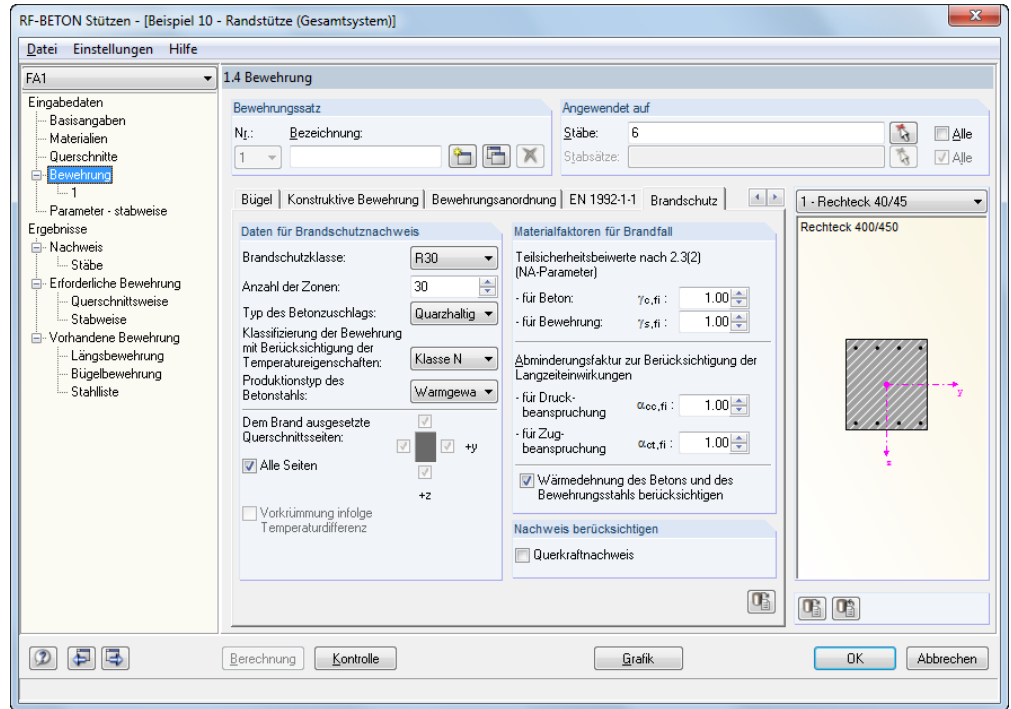 RF-BETON Stützen - [Beispiel 10 - Randstütze (Gesamtsystem)]
Datei Einstellungen Hilfe
FA1
1.4 Bewehrung
Eingabedaten
Basisangaben
Materialien
Querschnitte
Bewehrung
1
Parameter - stabweise
Ergebnisse
Nachweis
Stäbe
Erforderliche Bewehrung
Querschnittsweise
Stabweise
Vorhandene Bewehrung
Längsbewehrung
Bügelbewehrung
Stahlliste
Bewehrungssatz
Nr.: Bezeichnung:
1
Angewendet auf
Stäbe: 6 Alle
Stabsätze: Alle
Bügel Konstruktive Bewehrung Bewehrungsanordnung EN 1992-1-1 Brandschutz
Daten für Brandschutznachweis
Brandschutzklasse: R30
Anzahl der Zonen: 30
Typ des Betonzuschlags: Quarzhaltig
Klassifizierung der Bewehrung
mit Berücksichtigung der
Temperatureigenschaften: Klasse N
Produktionstyp des
Betonstahls: Warmgewa
Dem Brand ausgesetzte
Querschnittsseiten:
+y
Alle Seiten
+z
Vorkrümmung infolge
Temperaturdifferenz
Materialfaktoren für Brandfall
Teilsicherheitsbeiwerte nach 2.3(2)
(NA-Parameter)
- für Beton: γc,fi : 1.00
- für Bewehrung: γs,fi : 1.00
Abminderungsfaktur zur Berücksichtigung der
Langzeiteinwirkungen
- für Druck-
beanspruchung αcc,fi : 1.00
- für Zug-
beanspruchung αct,fi : 1.00
Wärmedehnung des Betons und des
Bewehrungsstahls berücksichtigen
Nachweis berücksichtigen
Querkraftnachweis
1 - Rechteck 40/45
Rechteck 400/450
y
z
Berechnung Kontrolle Grafik OK Abbrechen